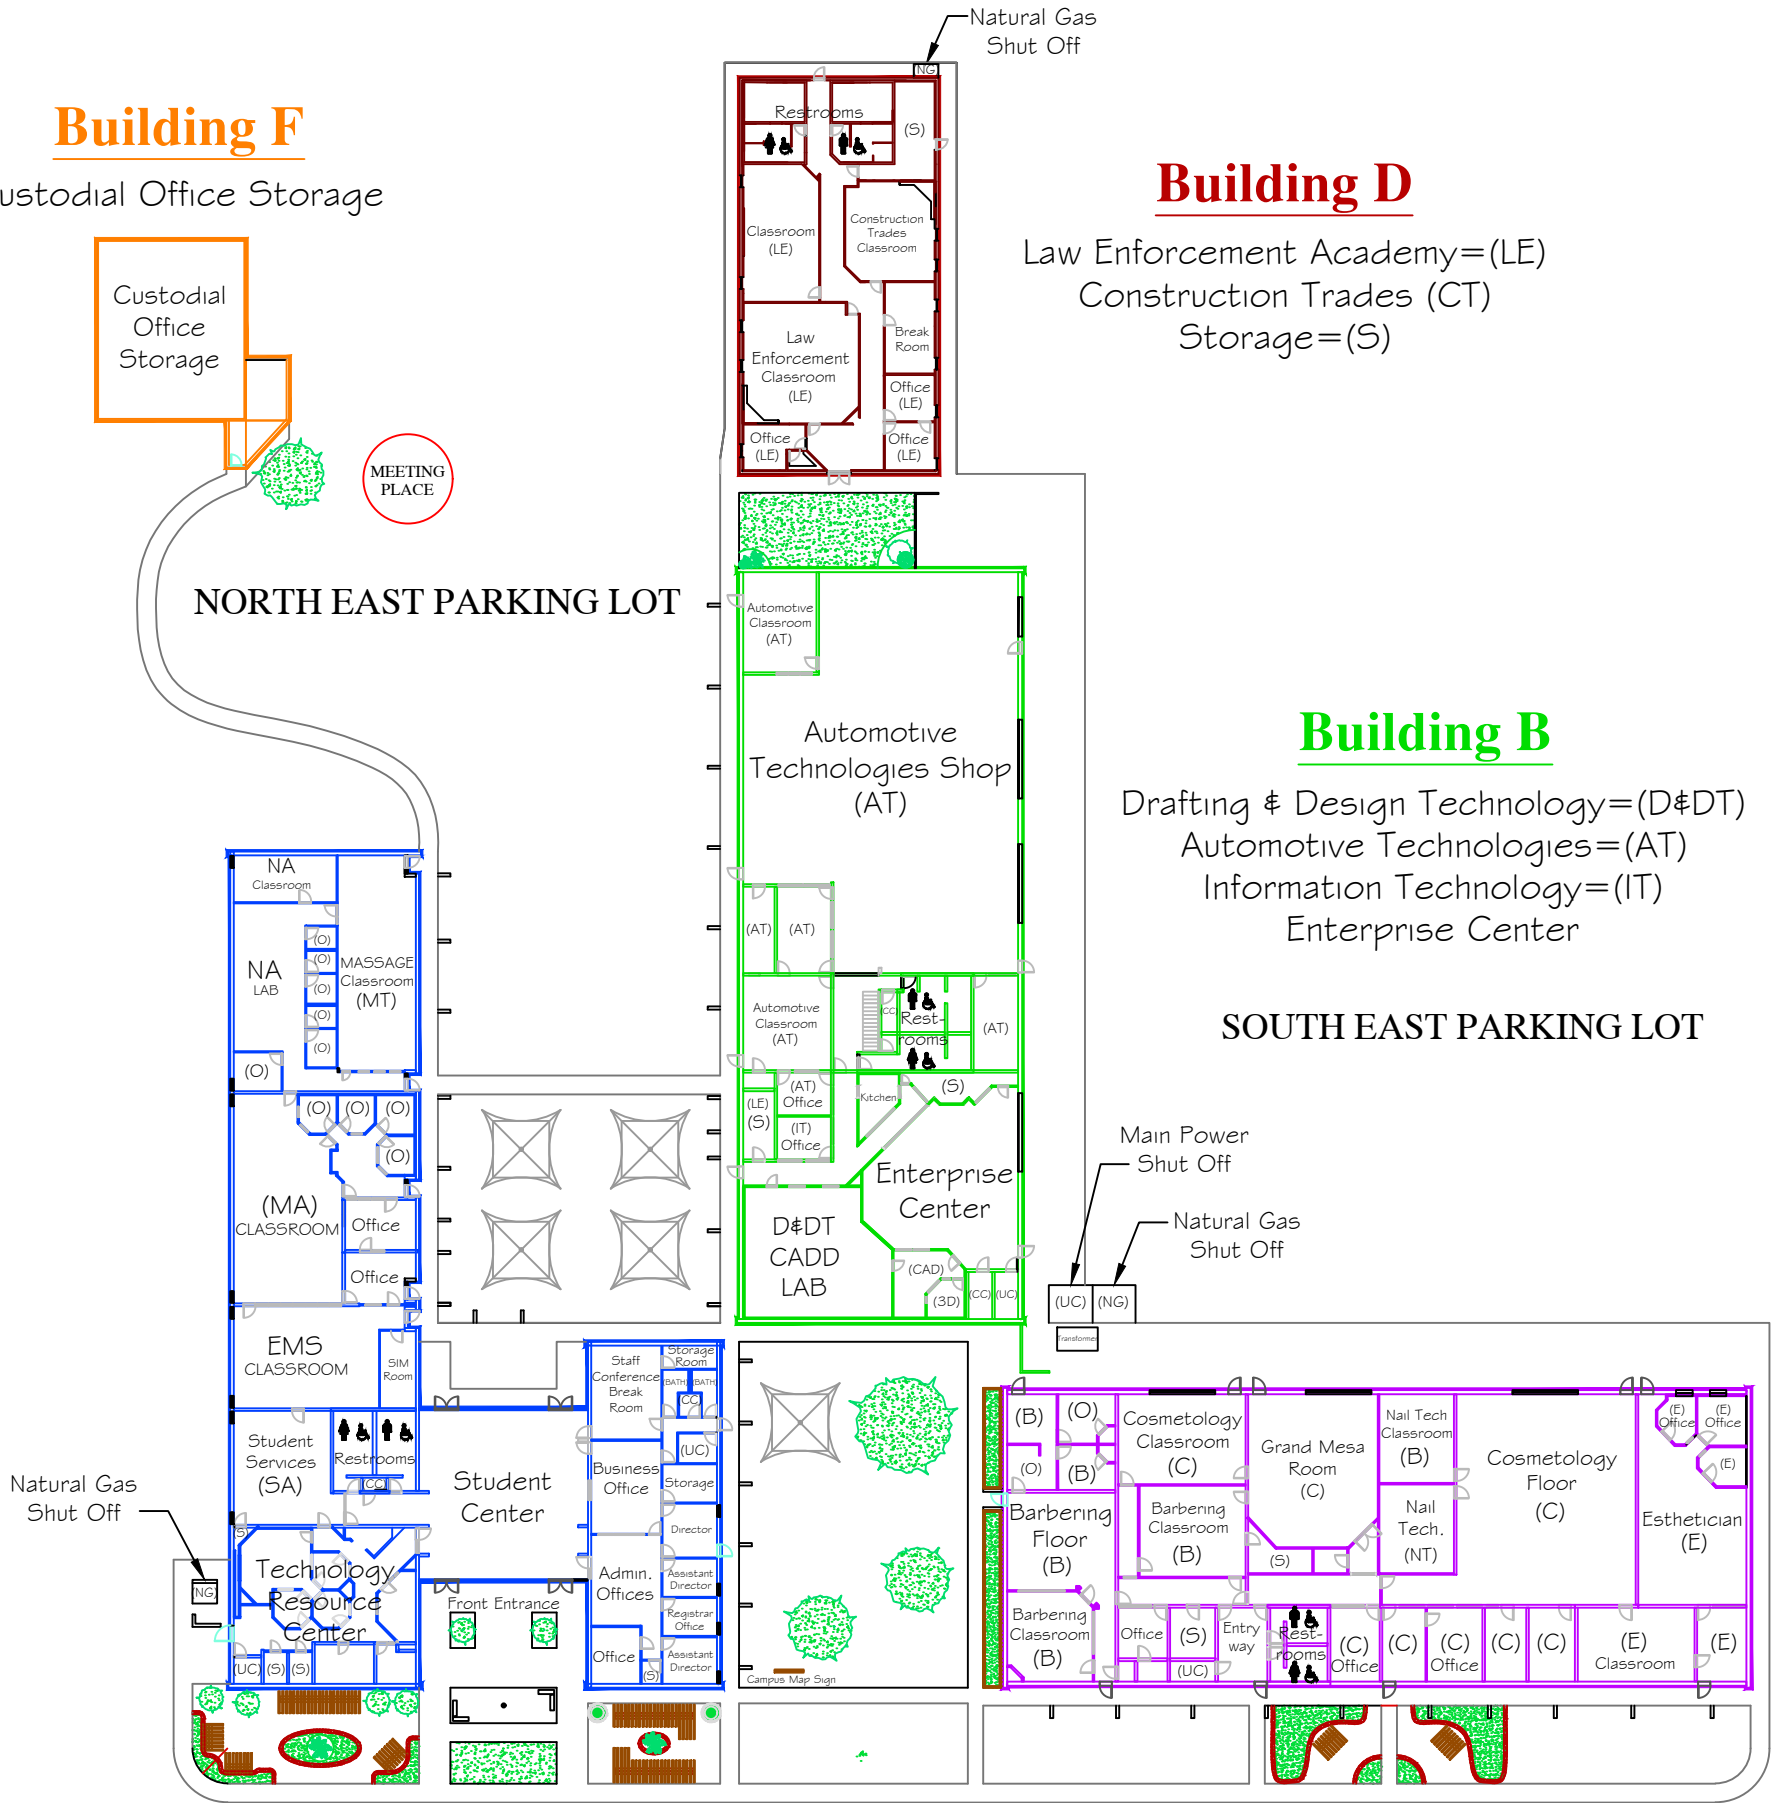 Natural Gas
Shut Off
NG
Building F
ustodial Office Storage
Custodial
Office
Storage
MEETING
PLACE
NORTH EAST PARKING LOT
Restrooms
(S)
Classroom
(LE)
Construction
Trades
Classroom
Law
Enforcement
Classroom
(LE)
Break
Room
Office
(LE)
Office
(LE)
Office
(LE)
Building D
Law Enforcement Academy=(LE)
Construction Trades (CT)
Storage=(S)
Automotive
Classroom
(AT)
Automotive
Technologies Shop
(AT)
(AT)
(AT)
Automotive
Classroom
(AT)
(CC)
Rest-
rooms
(AT)
(LE)
(S)
(AT)
Office
(IT)
Office
Kitchen
(S)
Enterprise
Center
D&DT
CADD
LAB
(CAD)
(3D)
(CC)
(UC)
Building B
Drafting & Design Technology=(D&DT)
Automotive Technologies=(AT)
Information Technology=(IT)
Enterprise Center
SOUTH EAST PARKING LOT
Main Power
Shut Off
Natural Gas
Shut Off
(UC)
(NG)
Transformer
NA
Classroom
NA
LAB
(O)
(O)
(O)
(O)
(O)
(O)
MASSAGE
Classroom
(MT)
(O)
(O)
(O)
(O)
(MA)
CLASSROOM
Office
Office
EMS
CLASSROOM
SIM
Room
Student
Services
(SA)
Restrooms
(CC)
Natural Gas
Shut Off
(NG)
(S)
Technology
Resource
Center
(UC)
(S)
(S)
Student
Center
Front Entrance
Staff
Conference
Break
Room
Storage
Room
(BATH)
(BATH)
(CC)
(UC)
Business
Office
Storage
Director
Admin.
Offices
Assistant
Director
Registrar
Office
Office
(S)
Assistant
Director
Campus Map Sign
(B)
(O)
(O)
(B)
Barbering
Floor
(B)
Barbering
Classroom
(B)
Cosmetology
Classroom
(C)
Barbering
Classroom
(B)
Grand Mesa
Room
(C)
(S)
Nail Tech
Classroom
(B)
Nail
Tech.
(NT)
Cosmetology
Floor
(C)
(E)
Office
(E)
Office
(E)
Esthetician
(E)
Office
(S)
(UC)
Entry
way
Rest-
rooms
(C)
Office
(C)
(C)
Office
(C)
(C)
(E)
Classroom
(E)